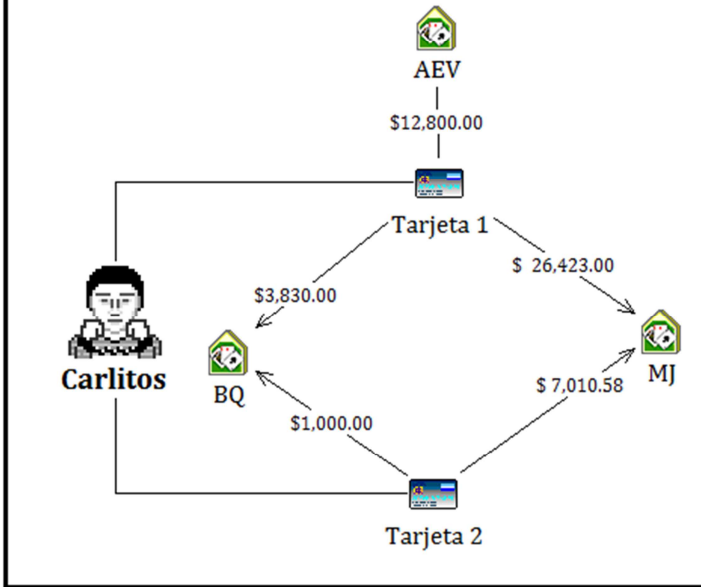 AEV
$12,800.00
Tarjeta 1
$ 26,423.00
$3,830.00
Carlitos
BQ
MJ
$ 7,010.58
$1,000.00
Tarjeta 2